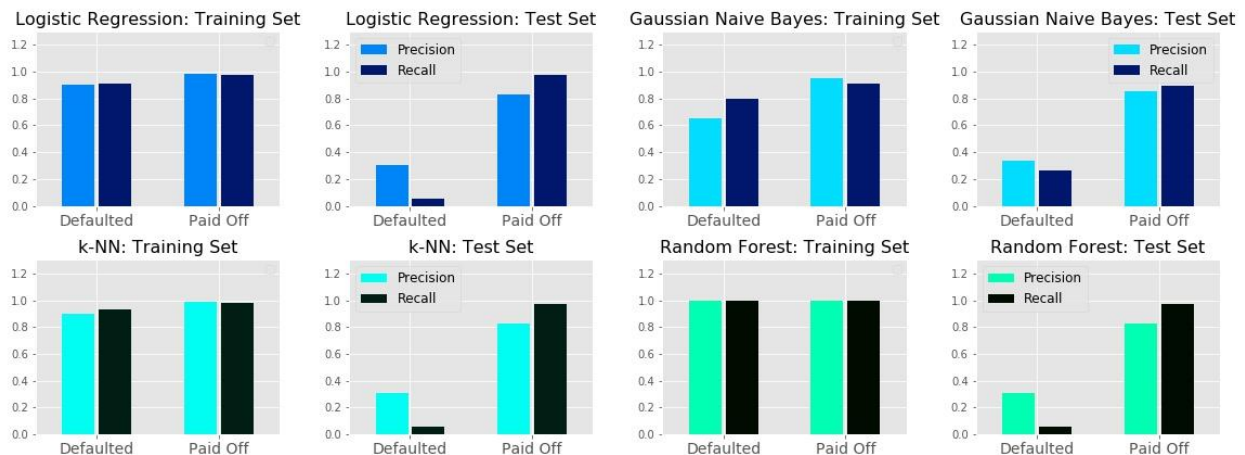 Logistic Regression: Training Set
1.2
1.0
0.8
0.6
0.4
0.2
0.0
Defaulted Paid Off
Logistic Regression: Test Set
Precision
Recall
1.2
1.0
0.8
0.6
0.4
0.2
0.0
Defaulted Paid Off
Gaussian Naive Bayes: Training Set
1.2
1.0
0.8
0.6
0.4
0.2
0.0
Defaulted Paid Off
Gaussian Naive Bayes: Test Set
Precision
Recall
1.2
1.0
0.8
0.6
0.4
0.2
0.0
Defaulted Paid Off
k-NN: Training Set
1.2
1.0
0.8
0.6
0.4
0.2
0.0
Defaulted Paid Off
k-NN: Test Set
Precision
Recall
1.2
1.0
0.8
0.6
0.4
0.2
0.0
Defaulted Paid Off
Random Forest: Training Set
1.2
1.0
0.8
0.6
0.4
0.2
0.0
Defaulted Paid Off
Random Forest: Test Set
Precision
Recall
1.2
1.0
0.8
0.6
0.4
0.2
0.0
Defaulted Paid Off